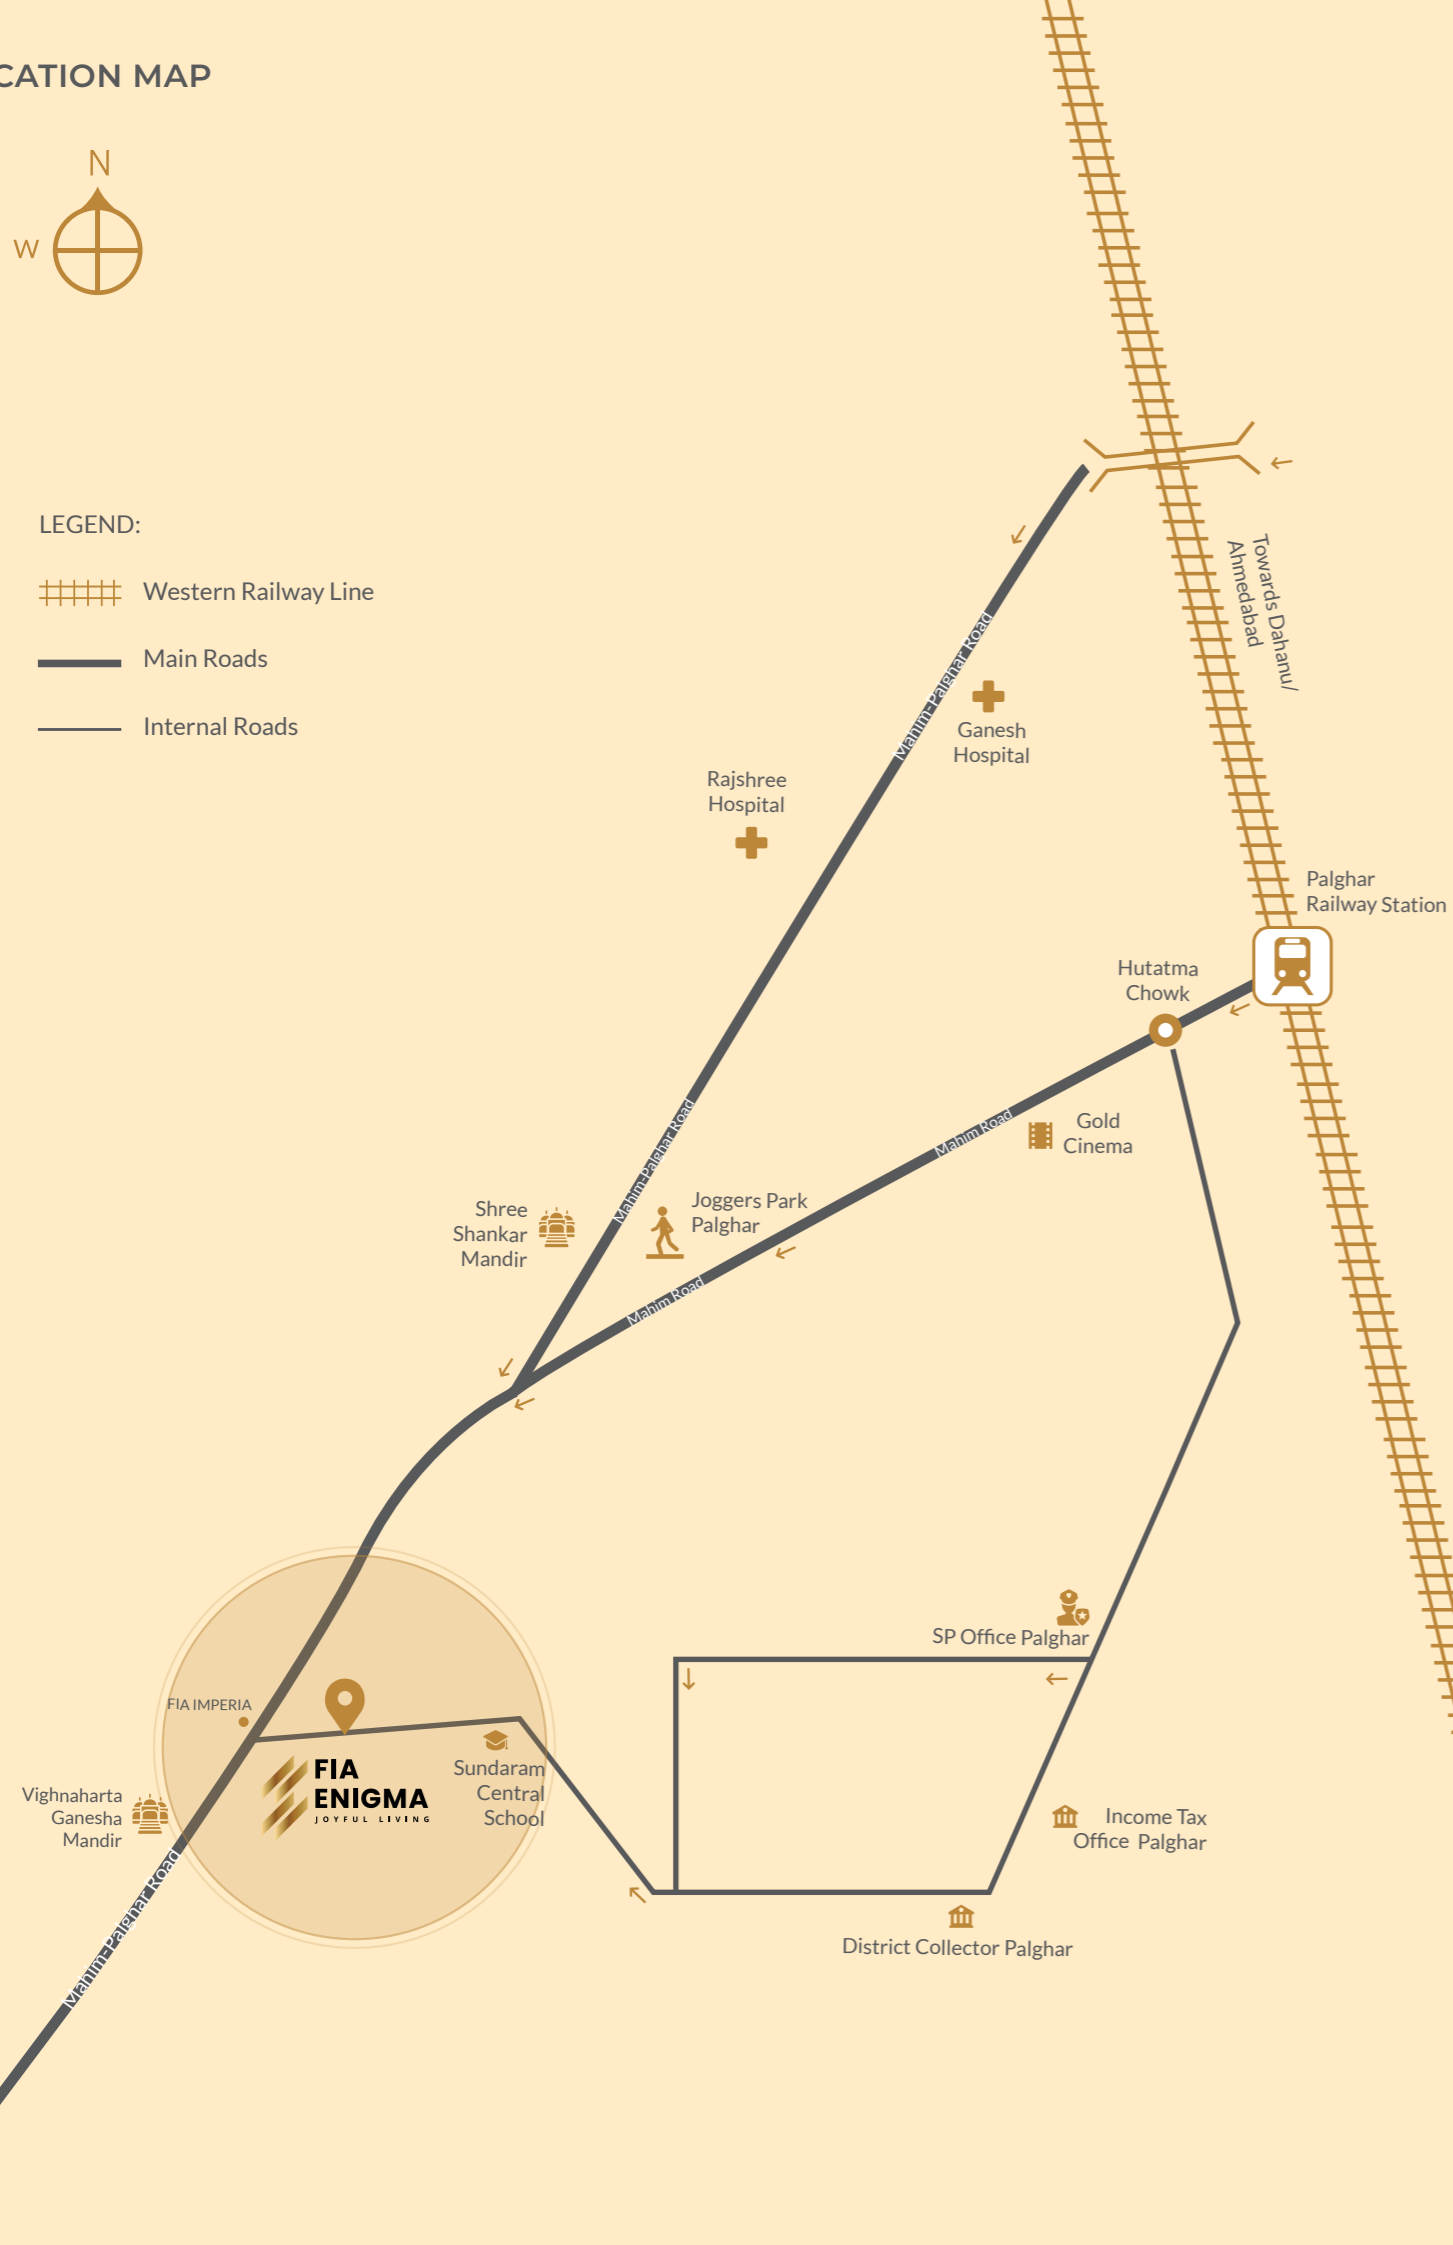 CATION MAP
N
W
LEGEND:
Western Railway Line
Main Roads
Internal Roads
Towards Dahanu/
Ahmedabad
Mahim-Palghar Road
Ganesh
Hospital
Rajshree
Hospital
Palghar
Railway Station
Hutatma
Chowk
Mahim Road
Gold
Cinema
Mahim-Palghar Road
Shree
Shankar
Mandir
Joggers Park
Palghar
Mahim Road
SP Office Palghar
FIA IMPERIA
FIA
ENIGMA
JOYFUL LIVING
Sundaram
Central
School
Vighnaharta
Ganesha
Mandir
Income Tax
Office Palghar
Mahim-Palghar Road
District Collector Palghar